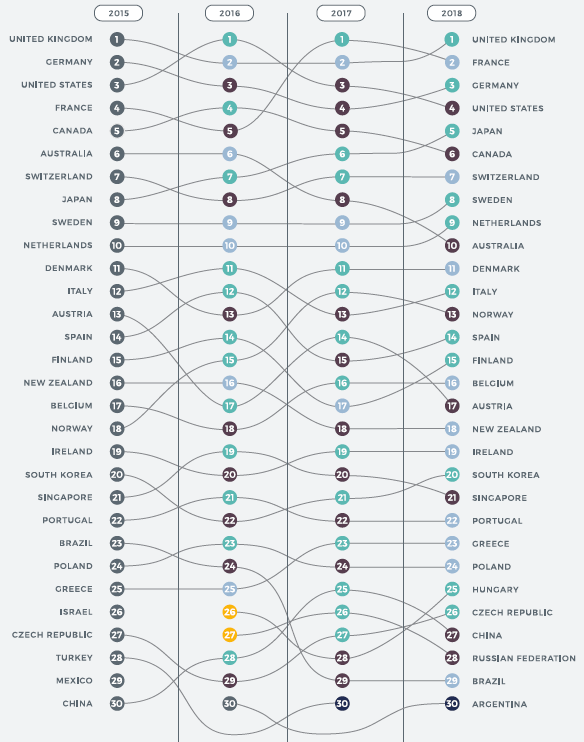 2015 2016 2017 2018
UNITED KINGDOM 1 1 1 1 UNITED KINGDOM
GERMANY 2 2 2 2 FRANCE
UNITED STATES 3 3 3 3 GERMANY
FRANCE 4 4 4 4 UNITED STATES
CANADA 5 5 5 5 JAPAN
AUSTRALIA 6 6 6 6 CANADA
SWITZERLAND 7 7 7 7 SWITZERLAND
JAPAN 8 8 8 8 SWEDEN
SWEDEN 9 9 9 9 NETHERLANDS
NETHERLANDS 10 10 10 10 AUSTRALIA
DENMARK 11 11 11 11 DENMARK
ITALY 12 12 12 12 ITALY
AUSTRIA 13 13 13 13 NORWAY
SPAIN 14 12 12 14 SPAIN
FINLAND 15 14 15 15 FINLAND
NEW ZEALAND 16 16 16 16 BELGIUM
BELGIUM 17 17 17 17 AUSTRIA
NORWAY 18 18 18 18 NEW ZEALAND
IRELAND 19 19 19 19 IRELAND
SOUTH KOREA 20 20 20 20 SOUTH KOREA
SINGAPORE 21 21 21 21 SINGAPORE
PORTUGAL 22 22 22 22 PORTUGAL
BRAZIL 23 23 23 23 GREECE
POLAND 24 24 24 24 POLAND
GREECE 25 25 25 25 HUNGARY
ISRAEL 26 26 26 26 CZECH REPUBLIC
CZECH REPUBLIC 27 27 27 27 CHINA
TURKEY 28 28 28 28 RUSSIAN FEDERATION
MEXICO 29 29 29 29 BRAZIL
CHINA 30 30 30 30 ARGENTINA